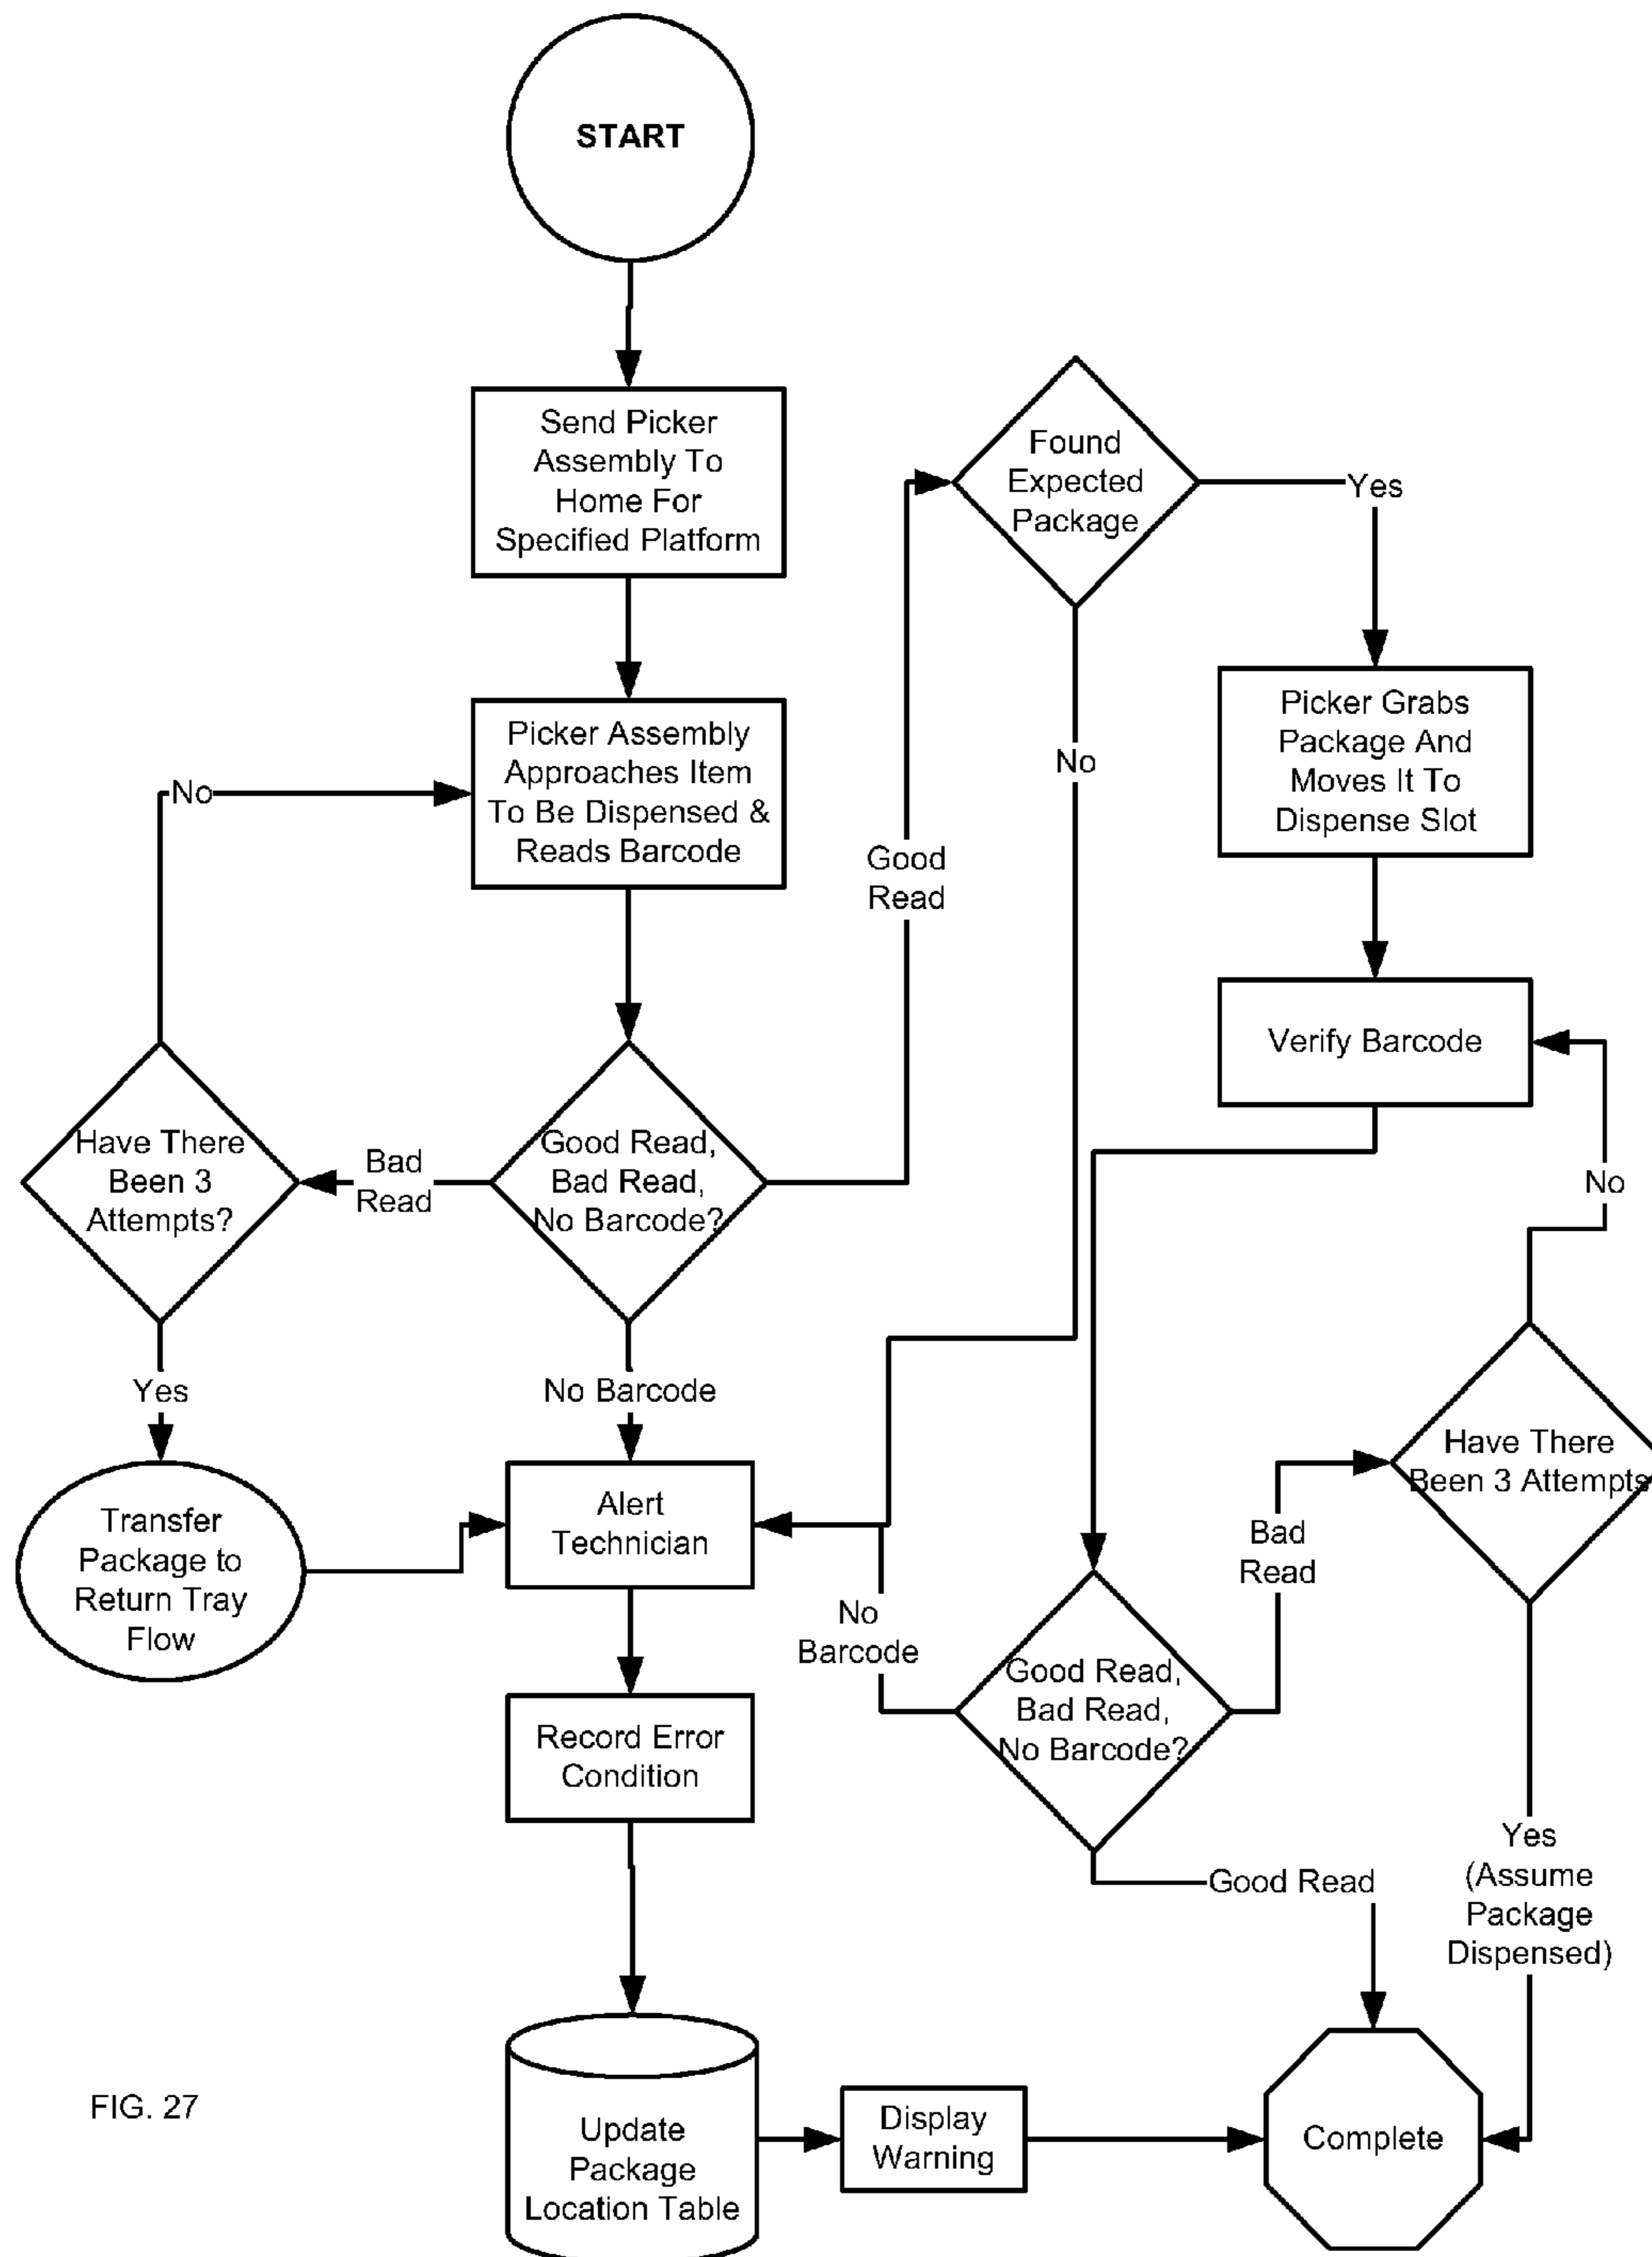 START
Send Picker
Assembly To
Home For
Specified Platform
Found
Expected
Package
Yes
Picker Assembly
Approaches Item
To Be Dispensed &
Reads Barcode
Picker Grabs
Package And
Moves It To
Dispense Slot
No
No
Good
Read
Verify Barcode
Have There
Been 3
Attempts?
Bad
Read
Good Read,
Bad Read,
No Barcode?
No
Yes
No Barcode
Have There
Been 3 Attempts
Transfer
Package to
Return Tray
Flow
Alert
Technician
Bad
Read
No
Barcode
Good Read,
Bad Read,
No Barcode?
Record Error
Condition
Good Read
Yes
(Assume
Package
Dispensed)
FIG. 27
Update
Package
Location Table
Display
Warning
Complete